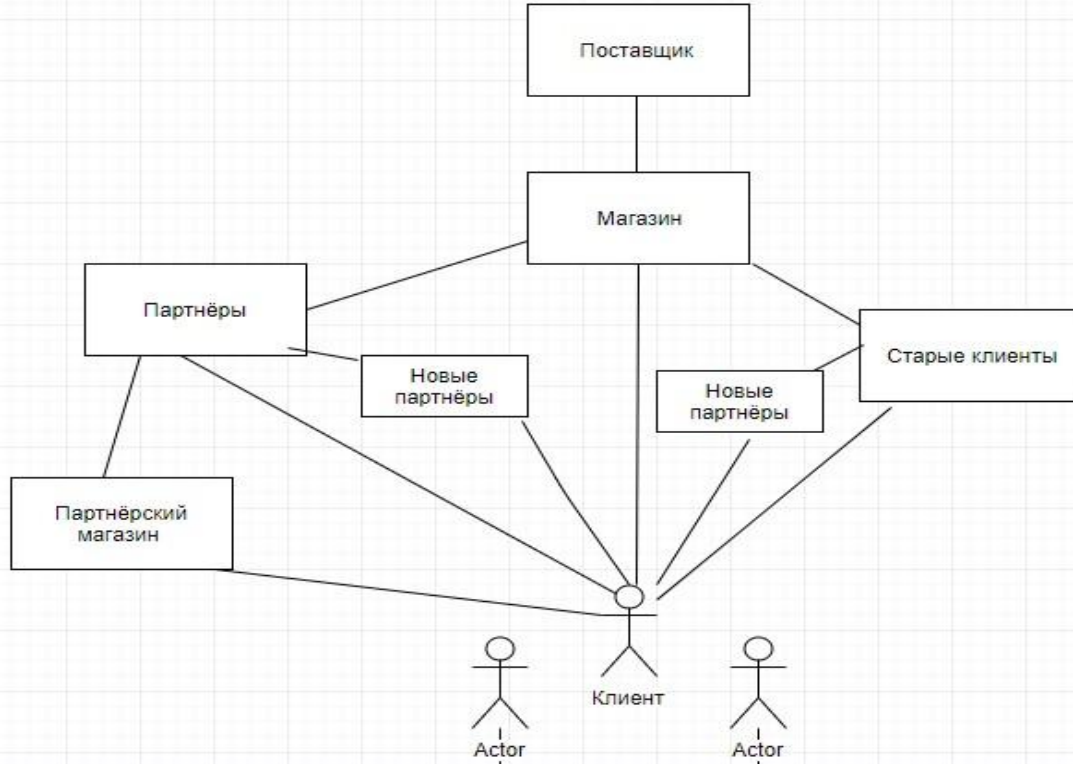 Поставщик
Магазин
Партнёры
Старые клиенты
Новые
партнёры
Новые
партнёры
Партнёрский
магазин
Клиент
Actor
Actor